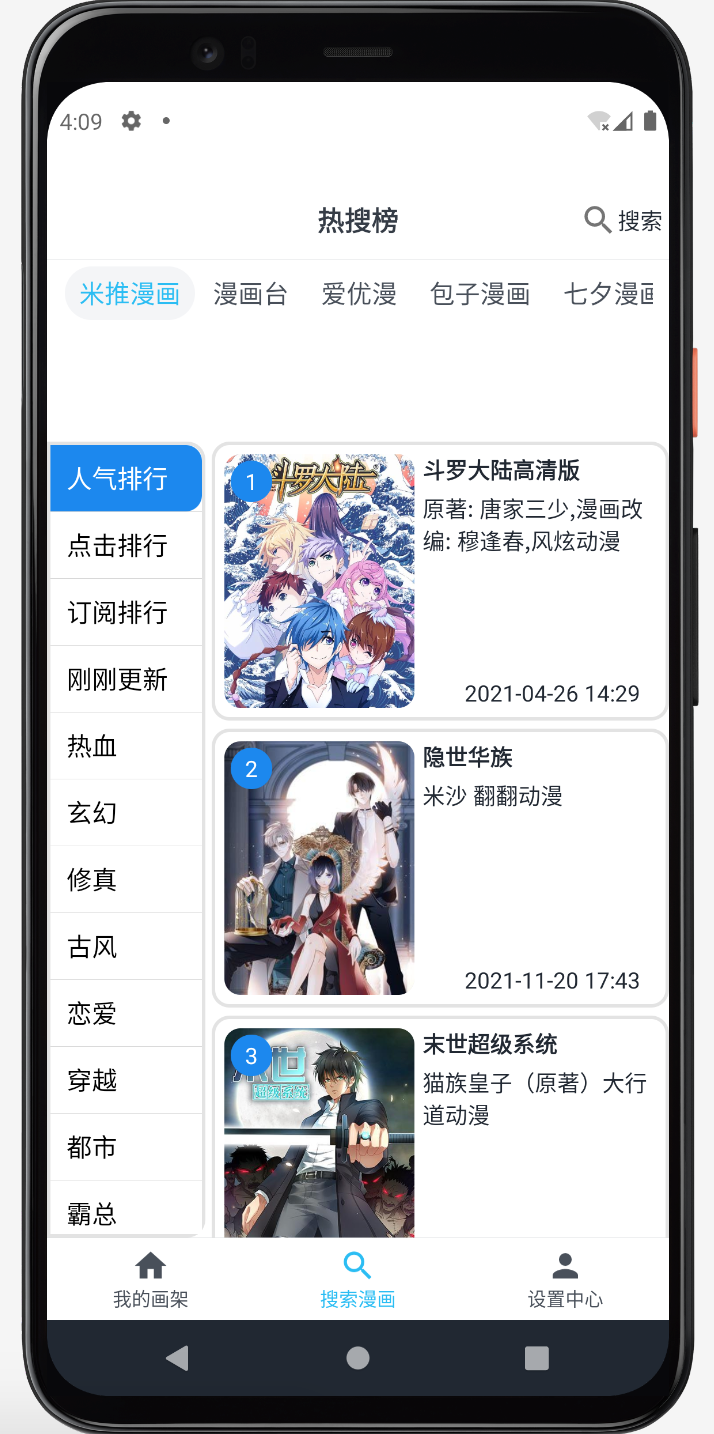 4:09
热搜榜
搜索
米推漫画 漫画台 爱优漫 包子漫画 七夕漫画
人气排行
点击排行
订阅排行
刚刚更新
热血
玄幻
修真
古风
恋爱
穿越
都市
霸总
1
斗罗大陆
斗罗大陆高清版
原著: 唐家三少,漫画改
编: 穆逢春,风炫动漫
2021-04-26 14:29
2
隐世华族
米沙 翻翻动漫
2021-11-20 17:43
3
末世
超级系统
末世超级系统
猫族皇子（原著）大行
道动漫
我的画架
搜索漫画
设置中心